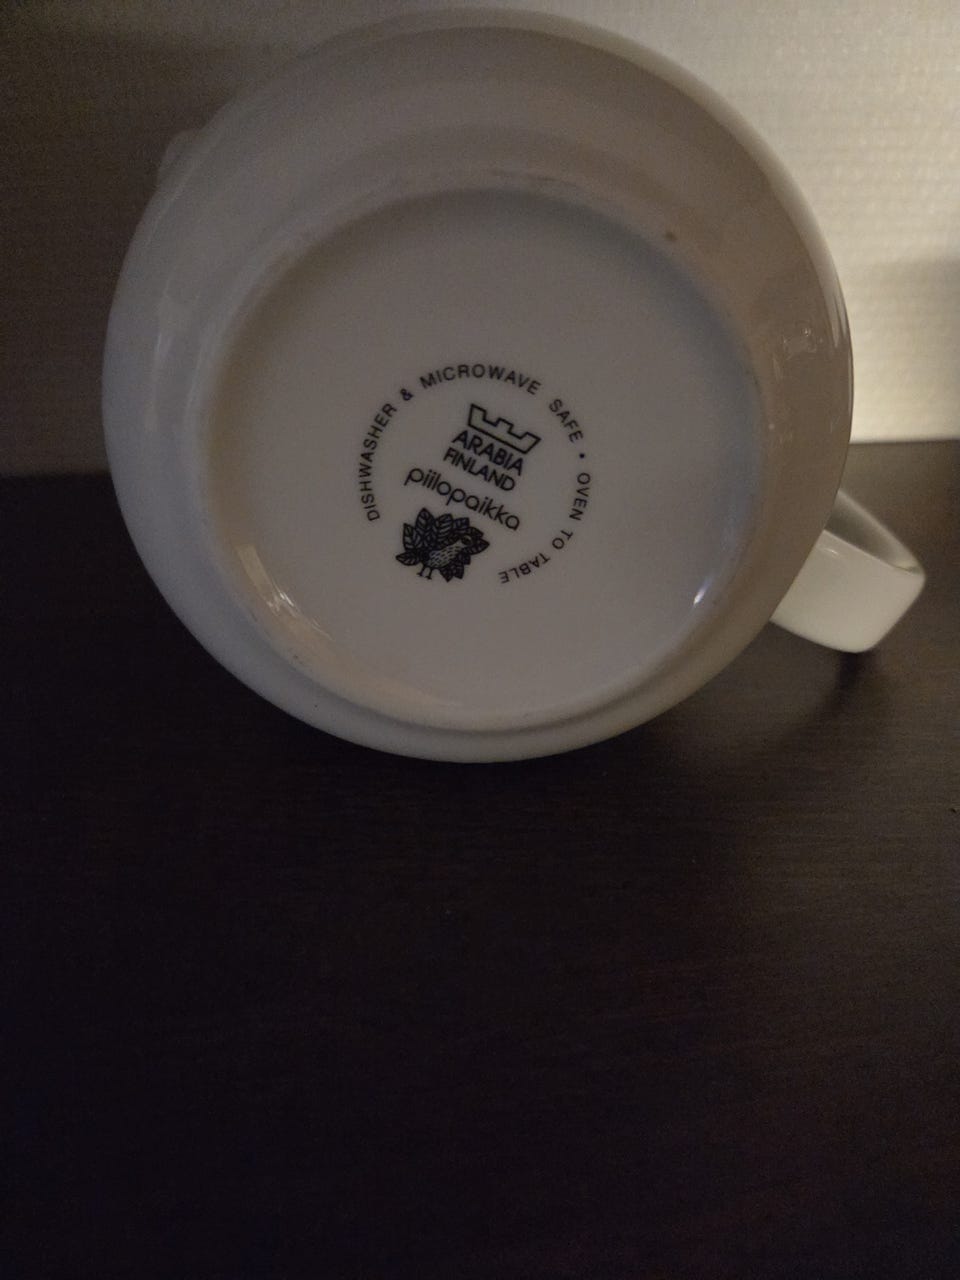 DISHWASHER & MICROWAVE SAFE • OVEN TO TABLE
ARABIA
FINLAND
piilopaikka